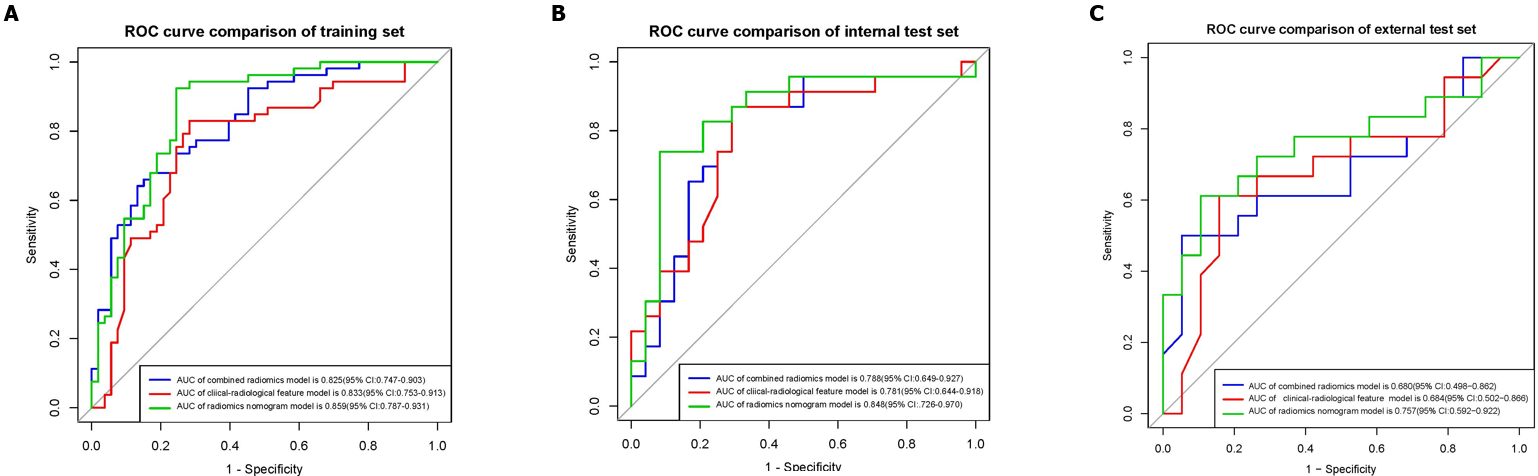 A
ROC curve comparison of training set
Sensitivity
0.0 0.2 0.4 0.6 0.8 1.0
AUC of combined radiomics model is 0.825(95% CI:0.747-0.903)
AUC of cliical-radiological feature model is 0.833(95% CI:0.753-0.913)
AUC of radiomics nomogram model is 0.859(95% CI:0.787-0.931)
0.0 0.2 0.4 0.6 0.8 1.0
1 - Specificity
B
ROC curve comparison of internal test set
Sensitivity
0.0 0.2 0.4 0.6 0.8 1.0
AUC of combined radiomics model is 0.788(95% CI:0.649-0.927)
AUC of cliical-radiological feature model is 0.781(95% CI:0.644-0.918)
AUC of radiomics nomogram model is 0.848(95% CI:.726-0.970)
0.0 0.2 0.4 0.6 0.8 1.0
1 - Specificity
C
ROC curve comparison of external test set
Sensitivity
0.0 0.2 0.4 0.6 0.8 1.0
AUC of combined radiomics model is 0.680(95% CI:0.498−0.862)
AUC of clinical-radiological feature model is 0.684(95% CI:0.502−0.866)
AUC of radiomics nomogram model is 0.757(95% CI:0.592−0.922)
0.0 0.2 0.4 0.6 0.8 1.0
1 − Specificity